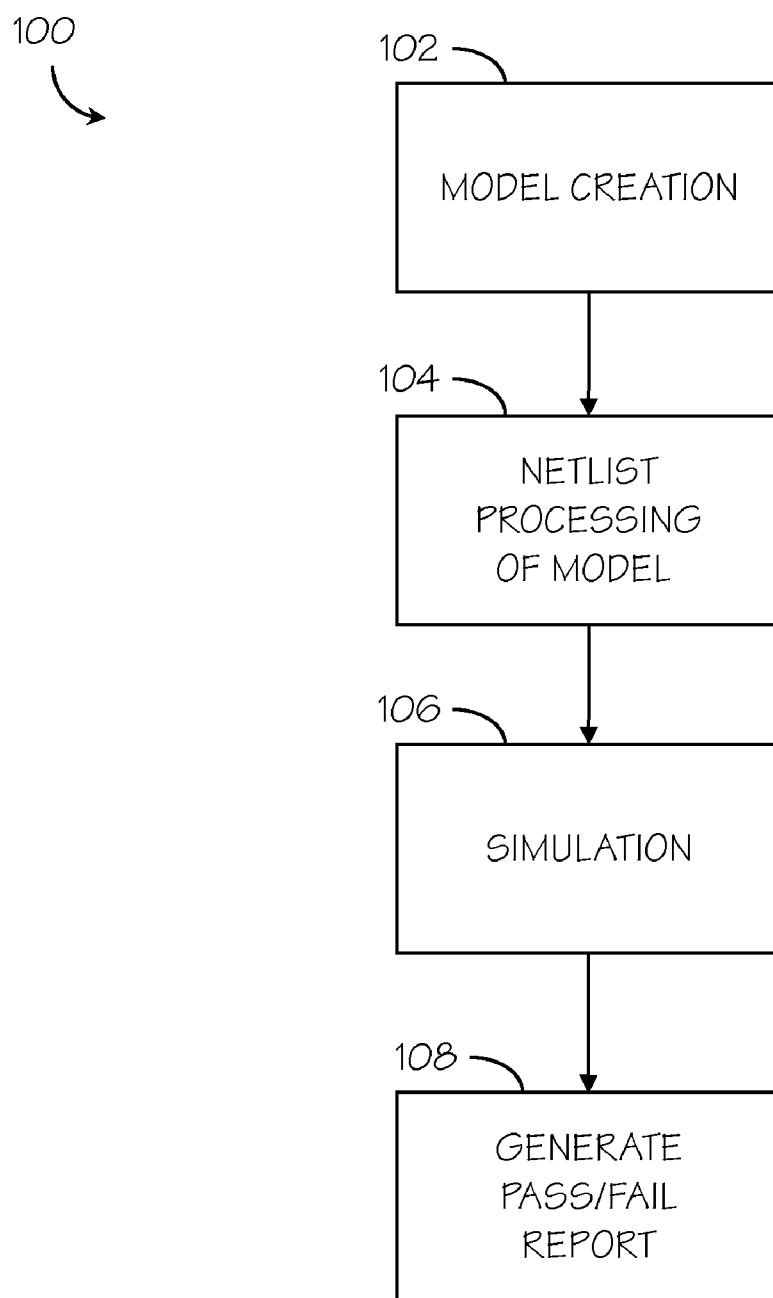 100
102
MODEL CREATION
104
NETLIST
PROCESSING
OF MODEL
106
SIMULATION
108
GENERATE
PASS/FAIL
REPORT